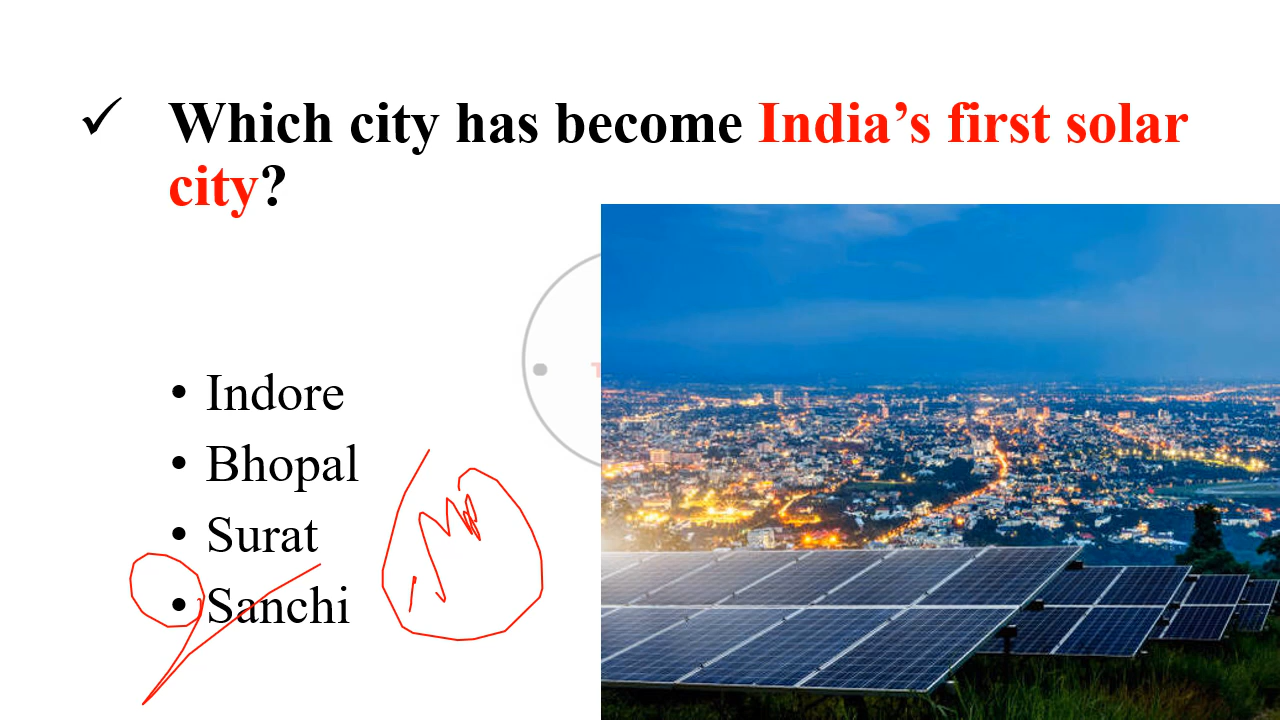 ✓ Which city has become India’s first solar
city?
• Indore
• Bhopal
• Surat
• Sanchi